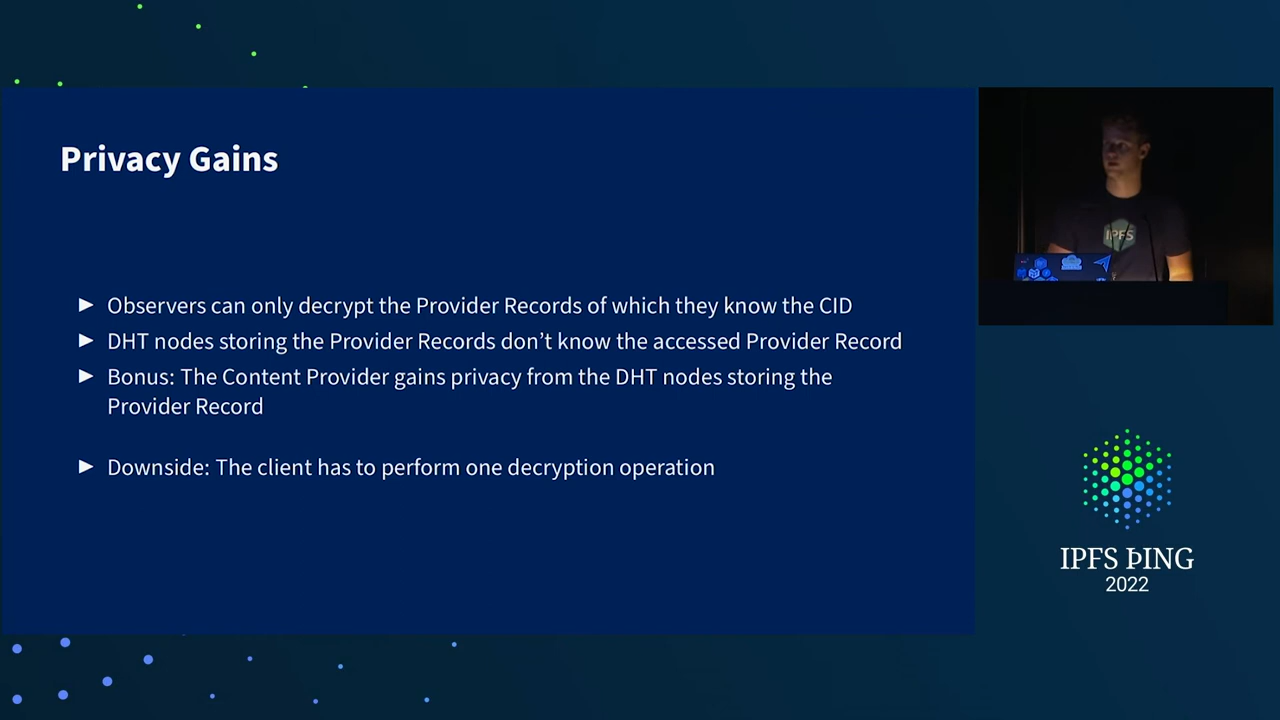 Privacy Gains
Observers can only decrypt the Provider Records of which they know the CID
DHT nodes storing the Provider Records don’t know the accessed Provider Record
Bonus: The Content Provider gains privacy from the DHT nodes storing the
Provider Record
Downside: The client has to perform one decryption operation
IPFS
IPFS ÞING
2022